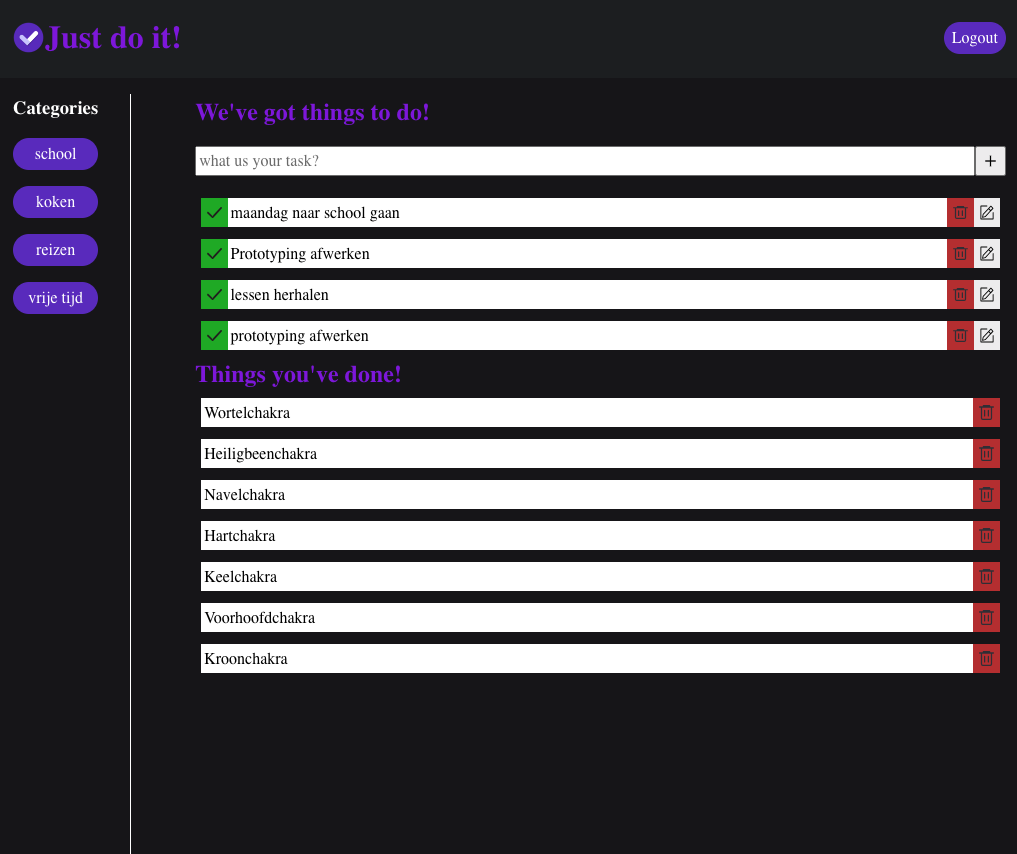 Just do it!
Logout
Categories
school
koken
reizen
vrije tijd
We've got things to do!
what us your task?
+
maandag naar school gaan
Prototyping afwerken
lessen herhalen
prototyping afwerken
Things you've done!
Wortelchakra
Heiligbeenchakra
Navelchakra
Hartchakra
Keelchakra
Voorhoofdchakra
Kroonchakra